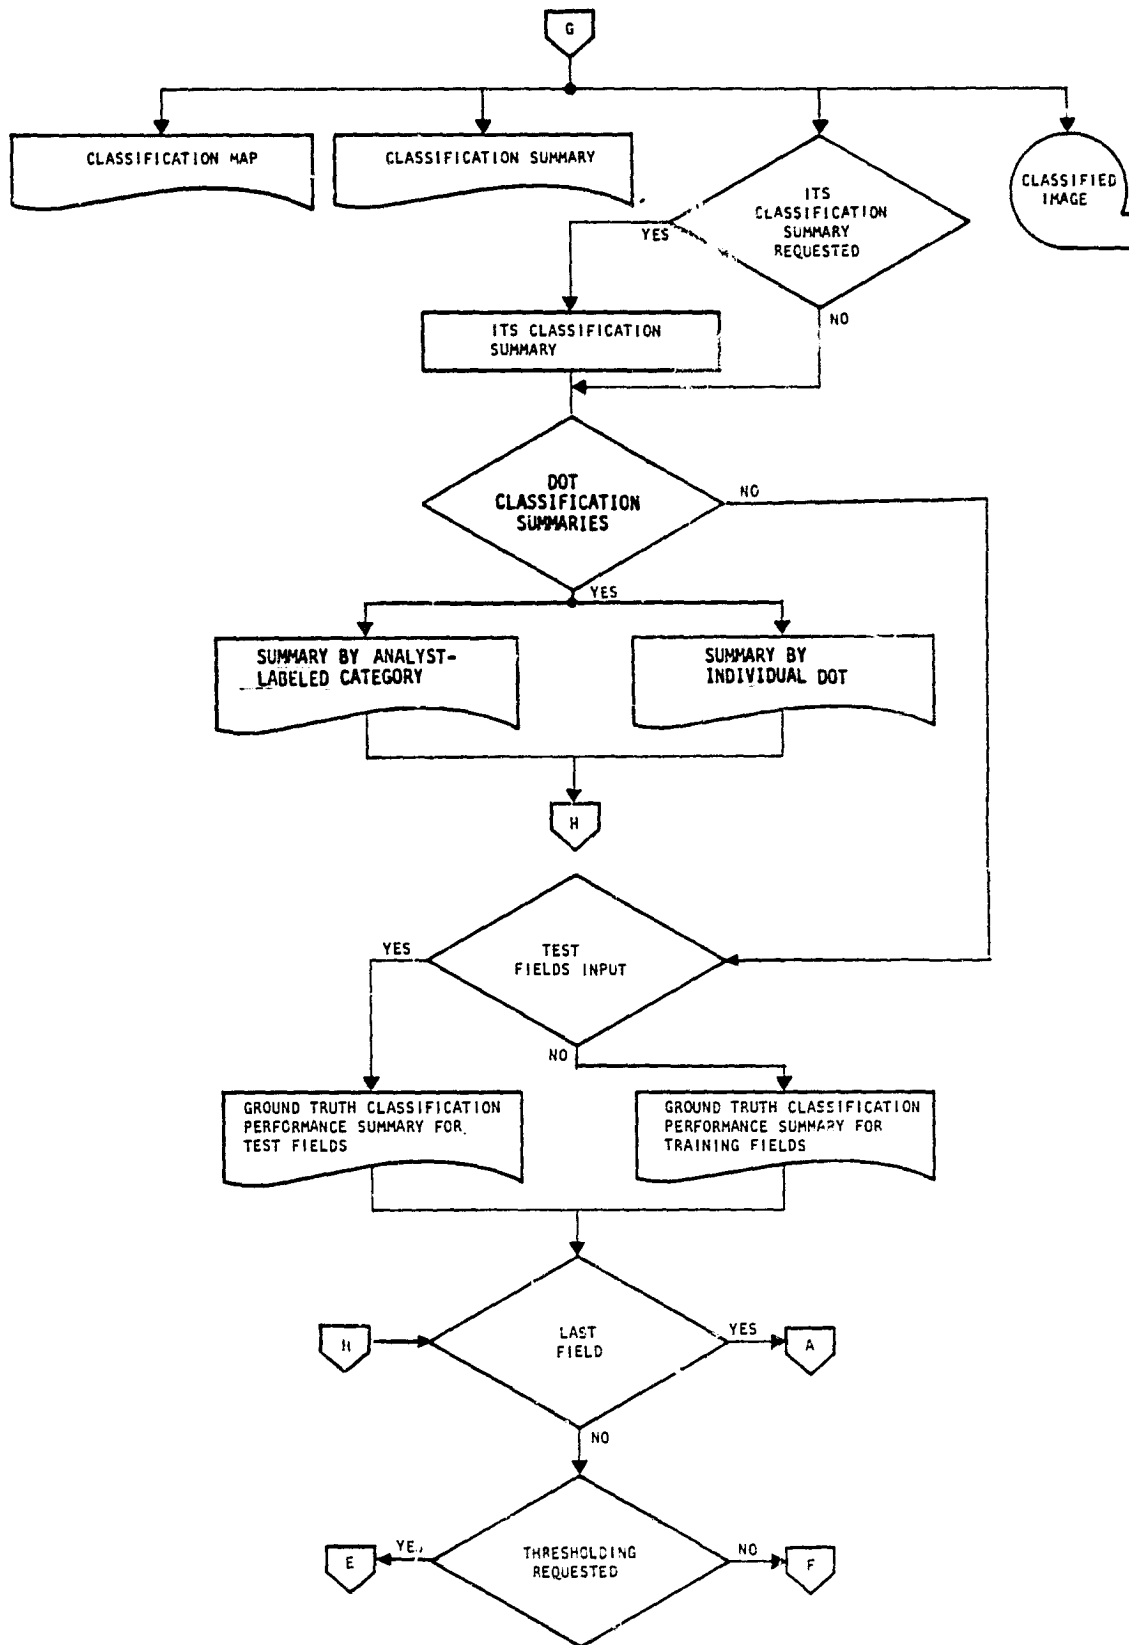 G
CLASSIFICATION MAP
CLASSIFICATION SUMMARY
ITS
CLASSIFICATION
SUMMARY
REQUESTED
CLASSIFIED
IMAGE
YES
NO
ITS CLASSIFICATION
SUMMARY
DOT
CLASSIFICATION
SUMMARIES
NO
YES
SUMMARY BY ANALYST-
LABELED CATEGORY
SUMMARY BY
INDIVIDUAL DOT
H
YES
TEST
FIELDS INPUT
NO
GROUND TRUTH CLASSIFICATION
PERFORMANCE SUMMARY FOR
TEST FIELDS
GROUND TRUTH CLASSIFICATION
PERFORMANCE SUMMARY FOR
TRAINING FIELDS
LAST
FIELD
YES
A
NO
E
THRESHOLDING
REQUESTED
NO
F